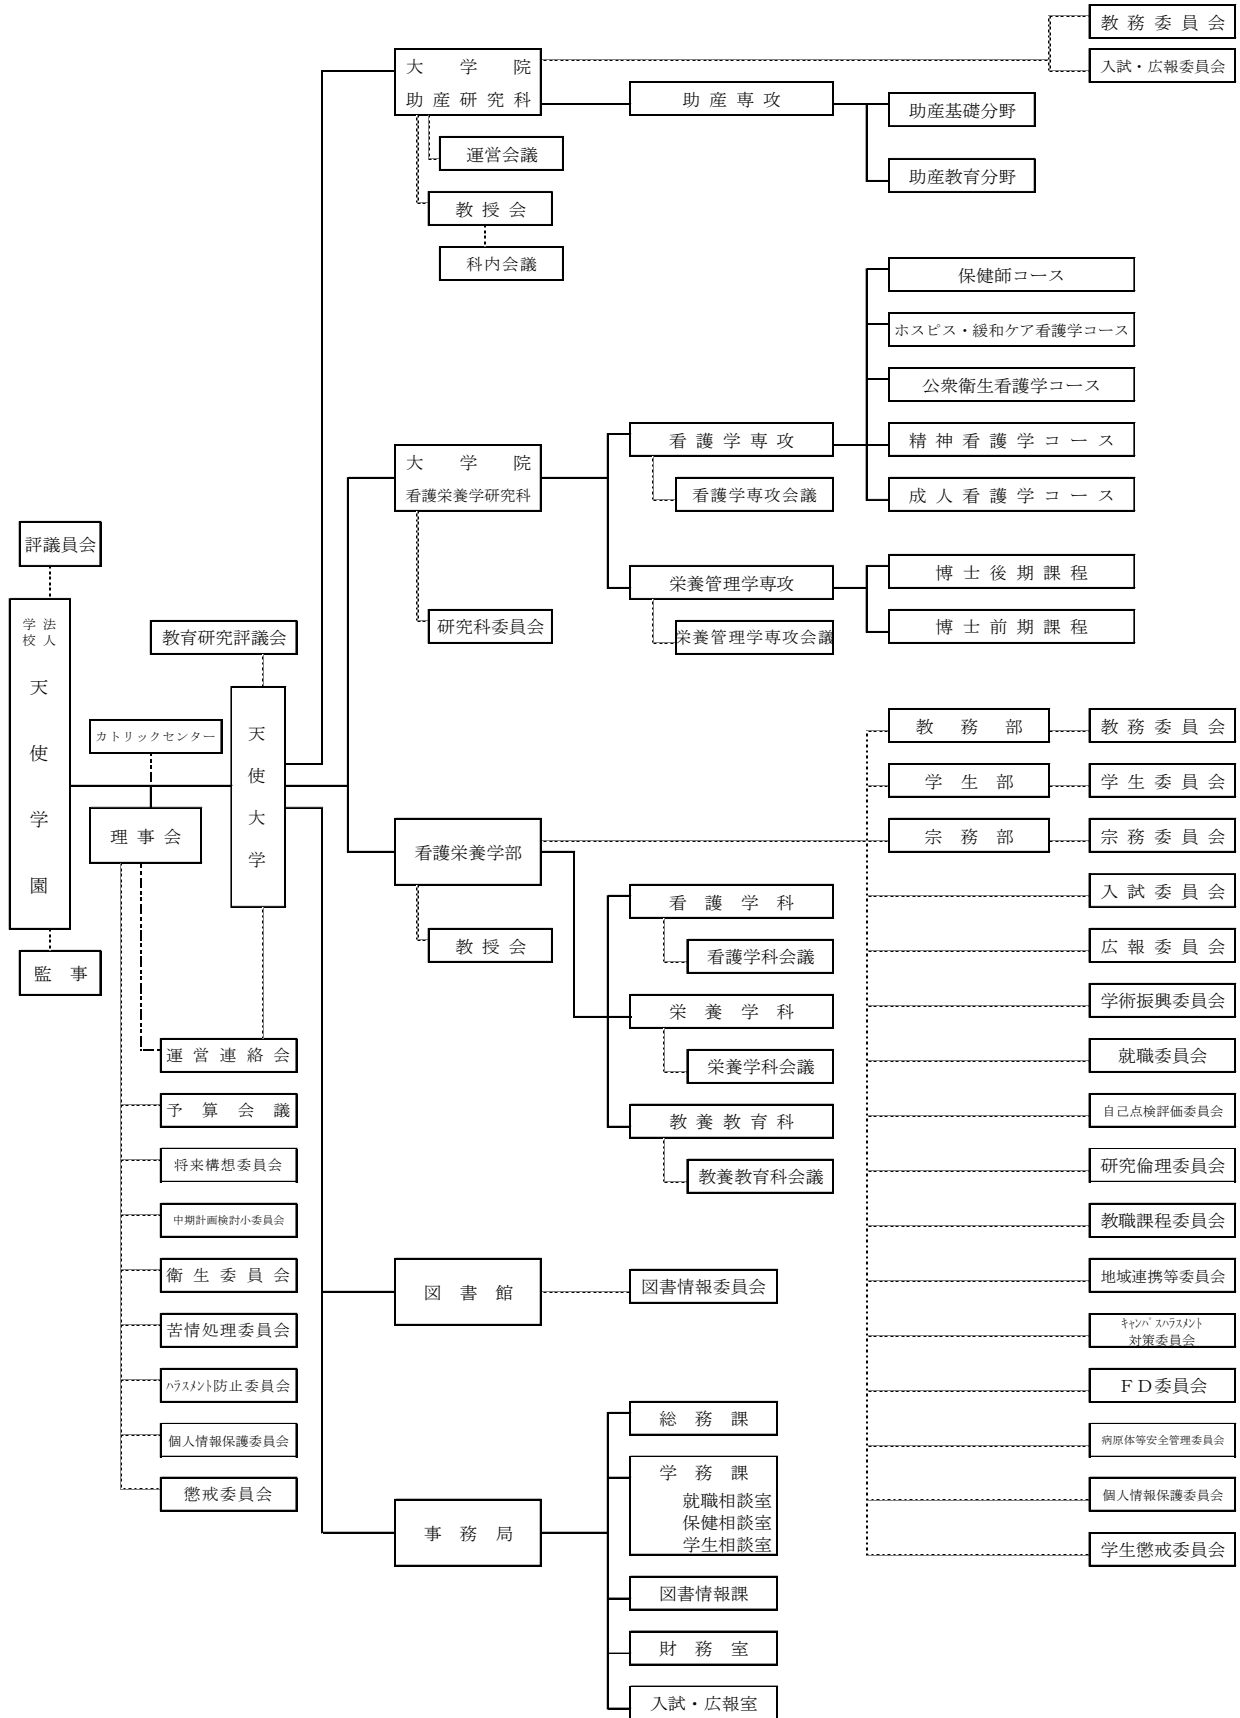 教務委員会
大学院
助産研究科
入試・広報委員会
助産専攻
助産基礎分野
運営会議
助産教育分野
教授会
科内会議
保健師コース
ホスピス・緩和ケア看護学コース
公衆衛生看護学コース
大学院
看護栄養学研究科
看護学専攻
精神看護学コース
看護学専攻会議
成人看護学コース
評議員会
栄養管理学専攻
博士後期課程
学校
法人
天使学園
研究科委員会
栄養管理学専攻会議
博士前期課程
教育研究評議会
カトリックセンター
天使大学
教務部
教務委員会
学生部
学生委員会
理事会
看護栄養学部
宗務部
宗務委員会
看護学科
入試委員会
監事
教授会
看護学科会議
広報委員会
栄養学科
学術振興委員会
運営連絡会
栄養学科会議
就職委員会
予算会議
教養教育科
自己点検評価委員会
将来構想委員会
教養教育科会議
研究倫理委員会
中期計画検討小委員会
教職課程委員会
衛生委員会
図書館
図書情報委員会
地域連携等委員会
苦情処理委員会
ｷｬﾝﾊﾟｽﾊﾗｽﾒﾝﾄ
対策委員会
ﾊﾗｽﾒﾝﾄ防止委員会
ＦＤ委員会
個人情報保護委員会
総務課
病原体等安全管理委員会
懲戒委員会
学務課
就職相談室
保健相談室
学生相談室
個人情報保護委員会
事務局
学生懲戒委員会
図書情報課
財務室
入試・広報室